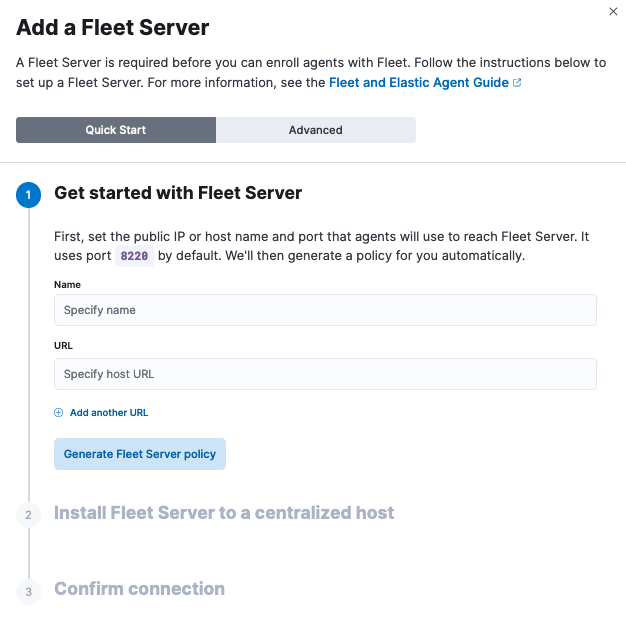 Add a Fleet Server
A Fleet Server is required before you can enroll agents with Fleet. Follow the instructions below to
set up a Fleet Server. For more information, see the Fleet and Elastic Agent Guide
Quick Start
Advanced
1
Get started with Fleet Server
First, set the public IP or host name and port that agents will use to reach Fleet Server. It
uses port 8220 by default. We'll then generate a policy for you automatically.
Name
Specify name
URL
Specify host URL
Add another URL
Generate Fleet Server policy
2
Install Fleet Server to a centralized host
3
Confirm connection